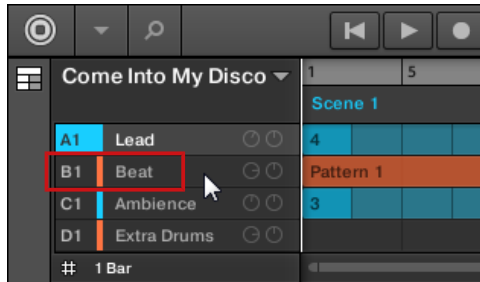 Come Into My Disco
1 5
Scene 1
A1 Lead 4
B1 Beat Pattern 1
C1 Ambience 3
D1 Extra Drums
1 Bar